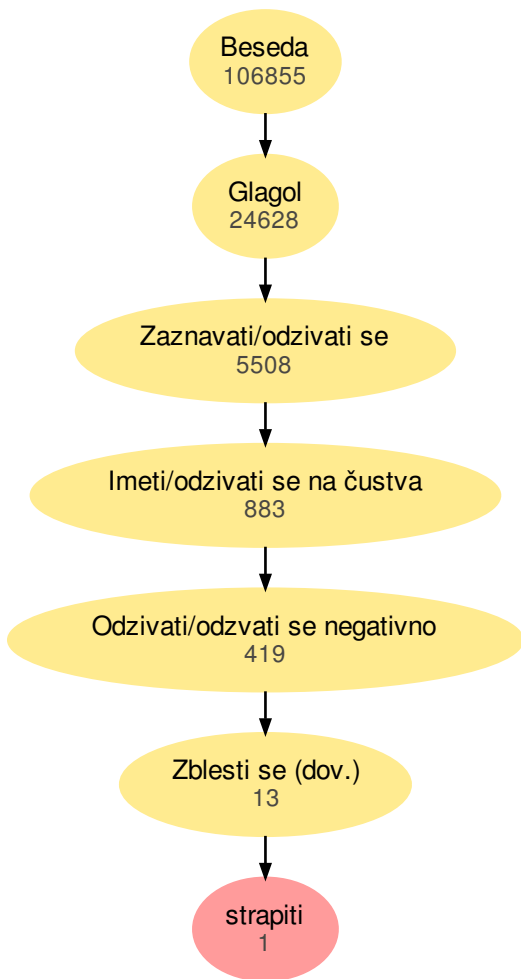 Beseda
106855
Glagol
24628
Zaznavati/odzivati se
5508
Imeti/odzivati se na čustva
883
Odzivati/odzvati se negativno
419
Zblesti se (dov.)
13
strapiti
1